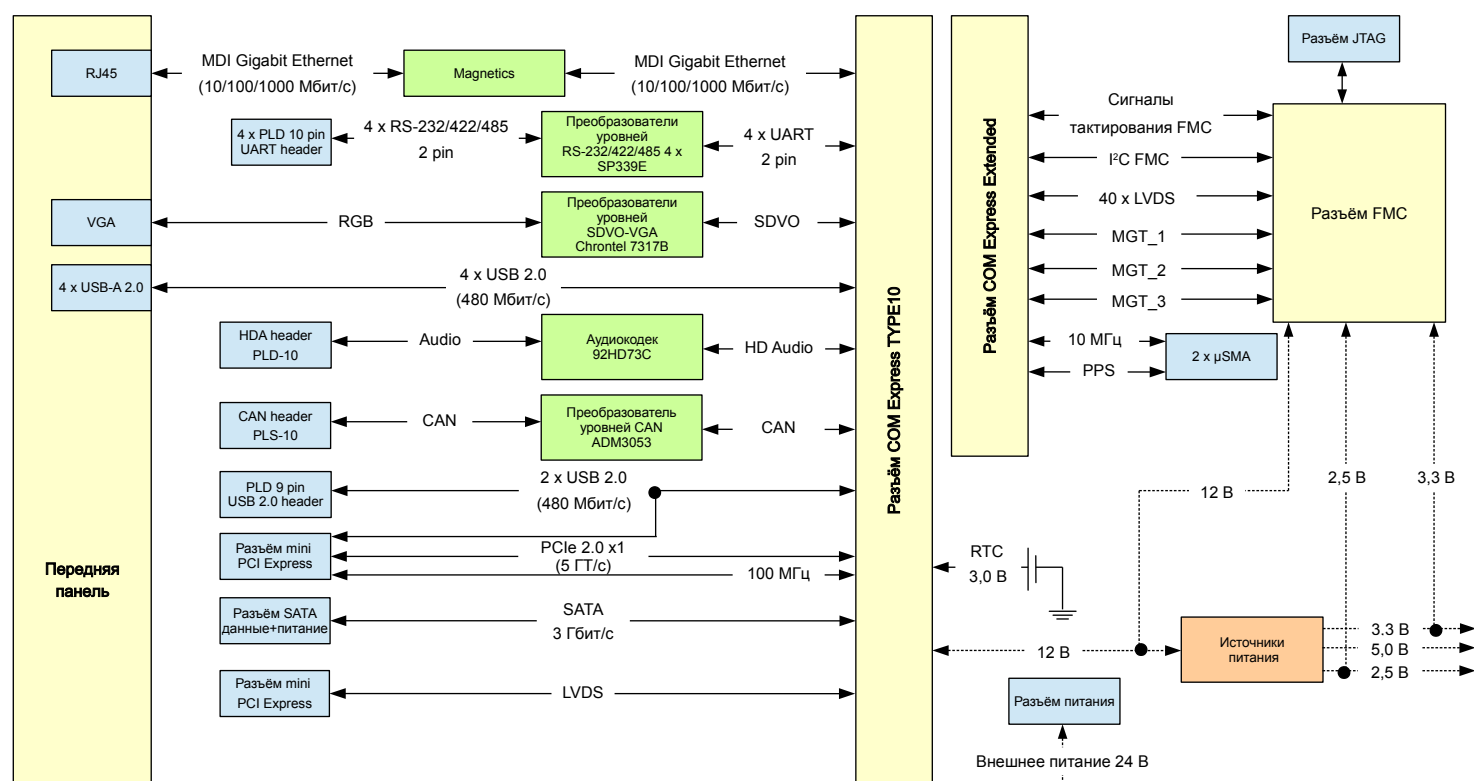 RJ45
MDI Gigabit Ethernet
(10/100/1000 Мбит/с)
Magnetics
MDI Gigabit Ethernet
(10/100/1000 Мбит/с)
4 x PLD 10 pin
UART header
4 x RS-232/422/485
2 pin
Преобразователи
уровней
RS-232/422/485 4 x
SP339E
4 x UART
2 pin
VGA
RGB
Преобразователи
уровней
SDVO-VGA
Chrontel 7317B
SDVO
4 x USB-A 2.0
4 x USB 2.0
(480 Мбит/с)
HDA header
PLD-10
Audio
Аудиокодек
92HD73C
HD Audio
CAN header
PLS-10
CAN
Преобразователь
уровней CAN
ADM3053
CAN
PLD 9 pin
USB 2.0 header
2 x USB 2.0
(480 Мбит/с)
Разъём mini
PCI Express
PCIe 2.0 x1
(5 ГТ/с)
100 МГц
Передняя
панель
Разъём SATA
данные+питание
SATA
3 Гбит/с
Разъём mini
PCI Express
LVDS
Разъём COM Express TYPE10
Разъём COM Express Extended
Разъём JTAG
Сигналы
тактирования FMC
I²C FMC
40 x LVDS
MGT_1
MGT_2
MGT_3
Разъём FMC
10 МГц
PPS
2 x µSMA
12 В
2,5 В
3,3 В
RTC
3,0 В
12 В
Источники
питания
3.3 В
5,0 В
2,5 В
Разъём питания
Внешнее питание 24 В